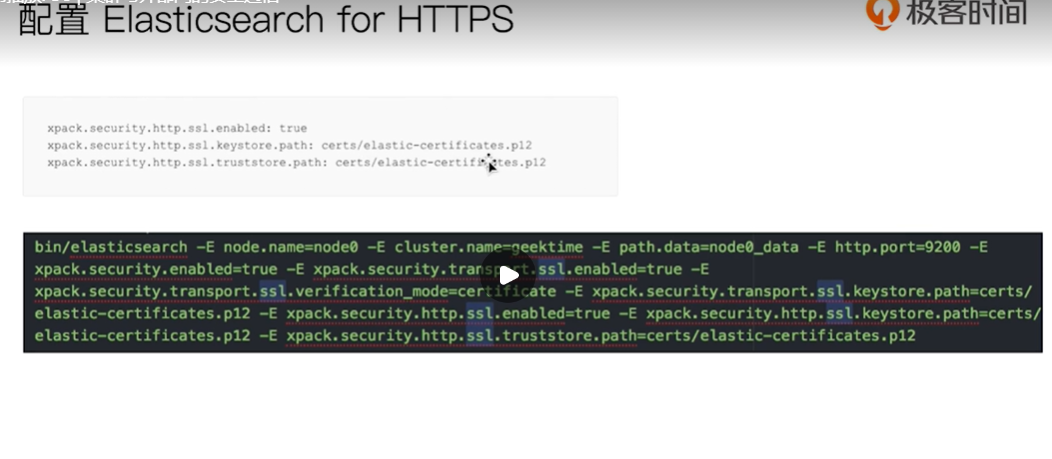 配置 Elasticsearch for HTTPS
极客时间
xpack.security.http.ssl.enabled: true
xpack.security.http.ssl.keystore.path: certs/elastic-certificates.p12
xpack.security.http.ssl.truststore.path: certs/elastic-certificates.p12
bin/elasticsearch -E node.name=node0 -E cluster.name=geektime -E path.data=node0_data -E http.port=9200 -E
xpack.security.enabled=true -E xpack.security.transport.ssl.enabled=true -E
xpack.security.transport.ssl.verification_mode=certificate -E xpack.security.transport.ssl.keystore.path=certs/
elastic-certificates.p12 -E xpack.security.http.ssl.enabled=true -E xpack.security.http.ssl.keystore.path=certs/
elastic-certificates.p12 -E xpack.security.http.ssl.truststore.path=certs/elastic-certificates.p12